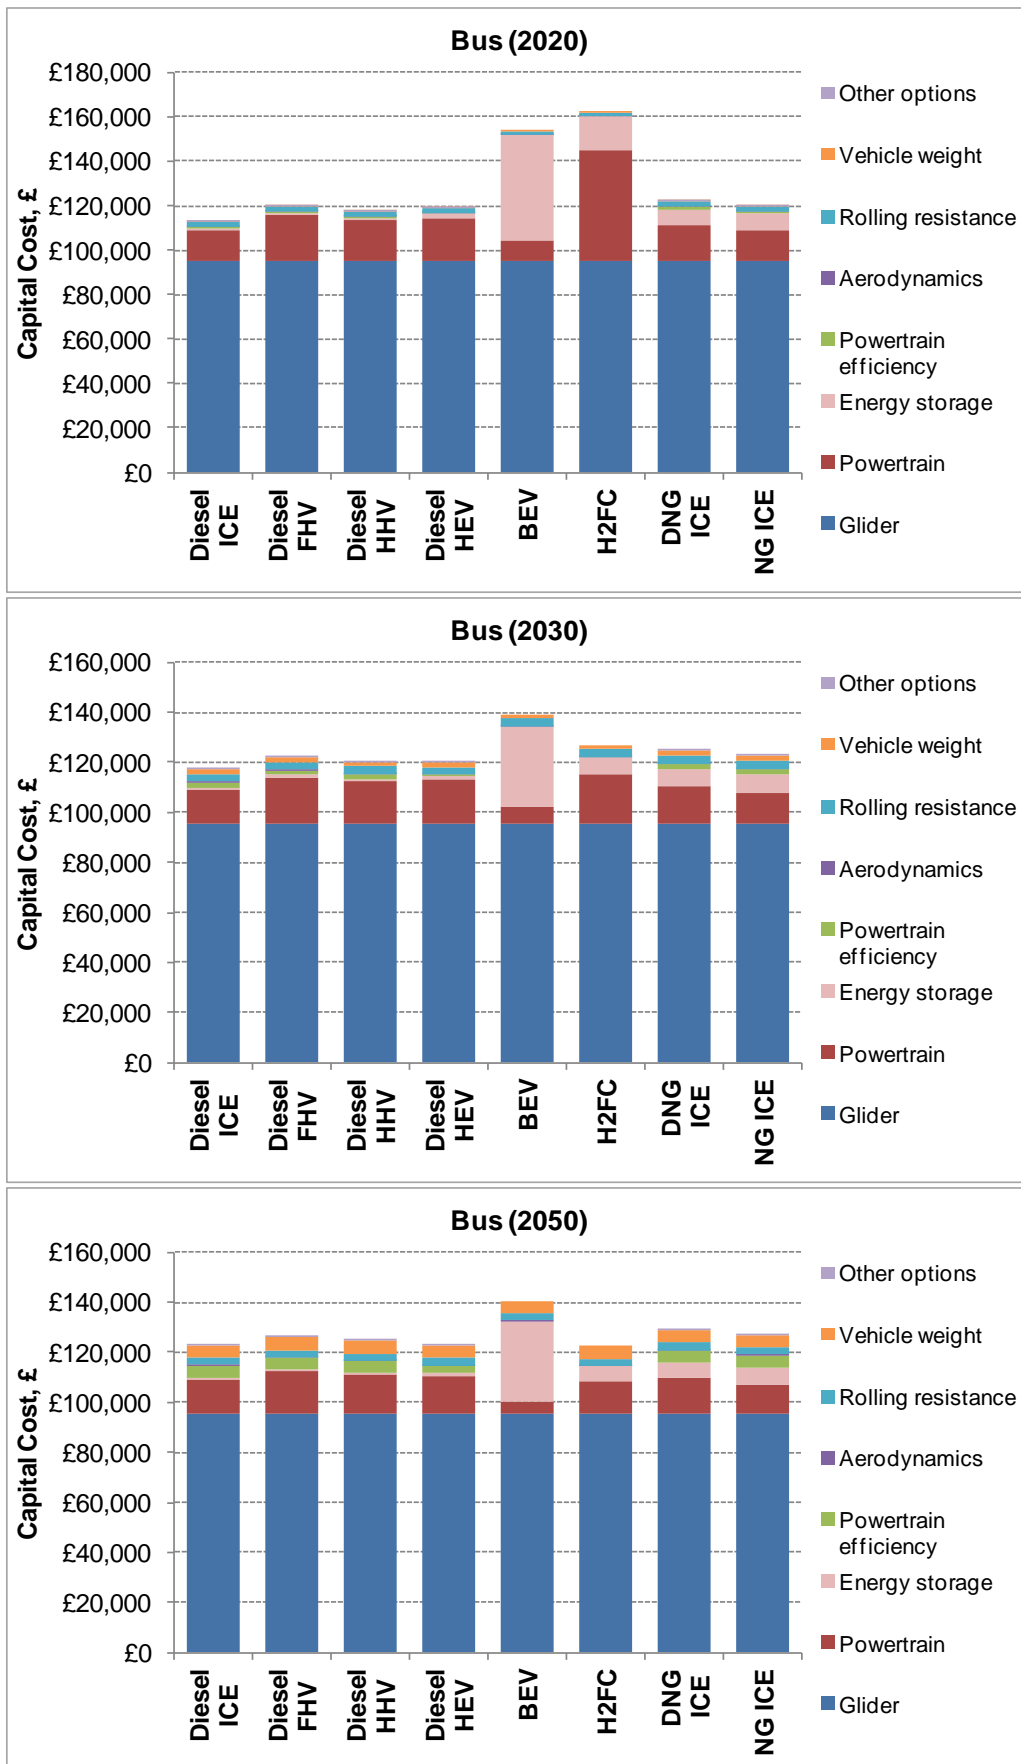 Bus (2020)
Capital Cost, £
£180,000
£160,000
£140,000
£120,000
£100,000
£80,000
£60,000
£40,000
£20,000
£0
Diesel
ICE
Diesel
FHV
Diesel
HHV
Diesel
HEV
BEV
H2FC
DNG
ICE
NG ICE
Other options
Vehicle weight
Rolling resistance
Aerodynamics
Powertrain
efficiency
Energy storage
Powertrain
Glider
Bus (2030)
Capital Cost, £
£160,000
£140,000
£120,000
£100,000
£80,000
£60,000
£40,000
£20,000
£0
Diesel
ICE
Diesel
FHV
Diesel
HHV
Diesel
HEV
BEV
H2FC
DNG
ICE
NG ICE
Other options
Vehicle weight
Rolling resistance
Aerodynamics
Powertrain
efficiency
Energy storage
Powertrain
Glider
Bus (2050)
Capital Cost, £
£160,000
£140,000
£120,000
£100,000
£80,000
£60,000
£40,000
£20,000
£0
Diesel
ICE
Diesel
FHV
Diesel
HHV
Diesel
HEV
BEV
H2FC
DNG
ICE
NG ICE
Other options
Vehicle weight
Rolling resistance
Aerodynamics
Powertrain
efficiency
Energy storage
Powertrain
Glider